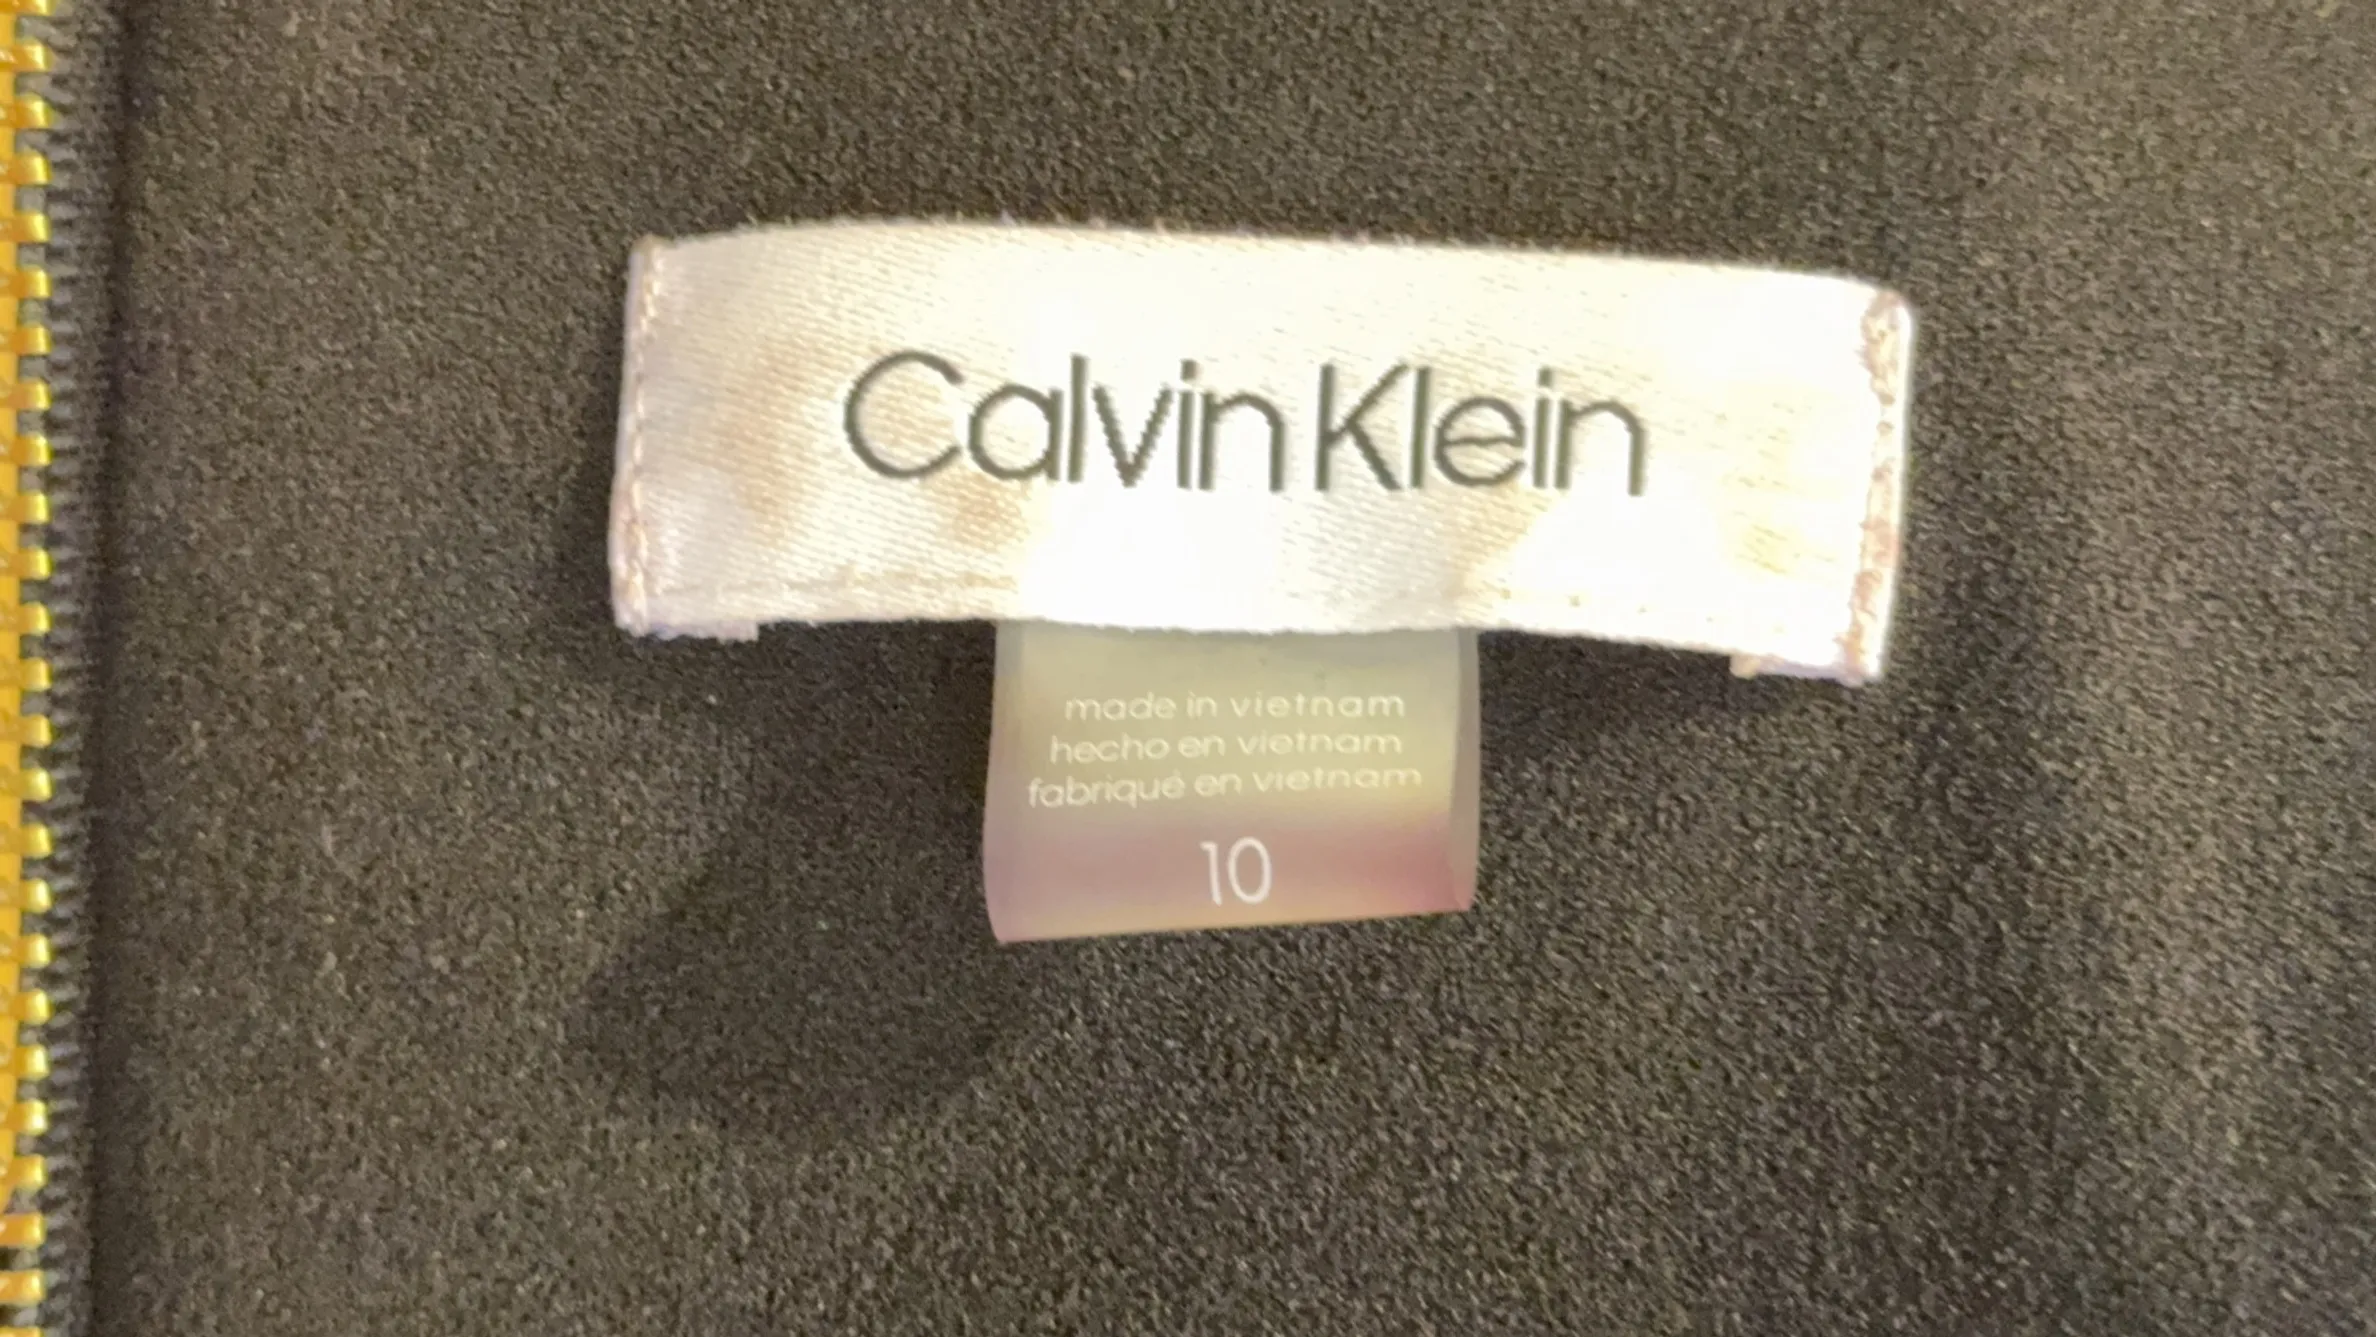 Calvin Klein
made in vietnam
hecho en vietnam
fabriqué en vietnam
10